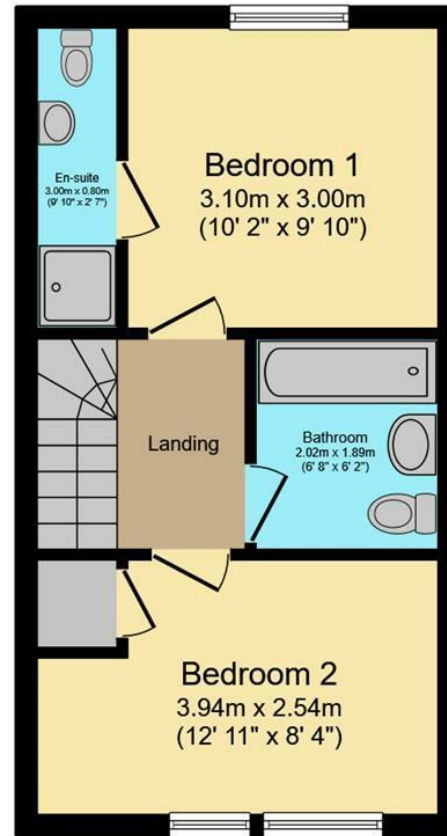 En-suite
3.00m x 0.80m
(9' 10" x 2' 7")
Bedroom 1
3.10m x 3.00m
(10' 2" x 9' 10")
Landing
Bathroom
2.02m x 1.89m
(6' 8" x 6' 2")
Bedroom 2
3.94m x 2.54m
(12' 11" x 8' 4")